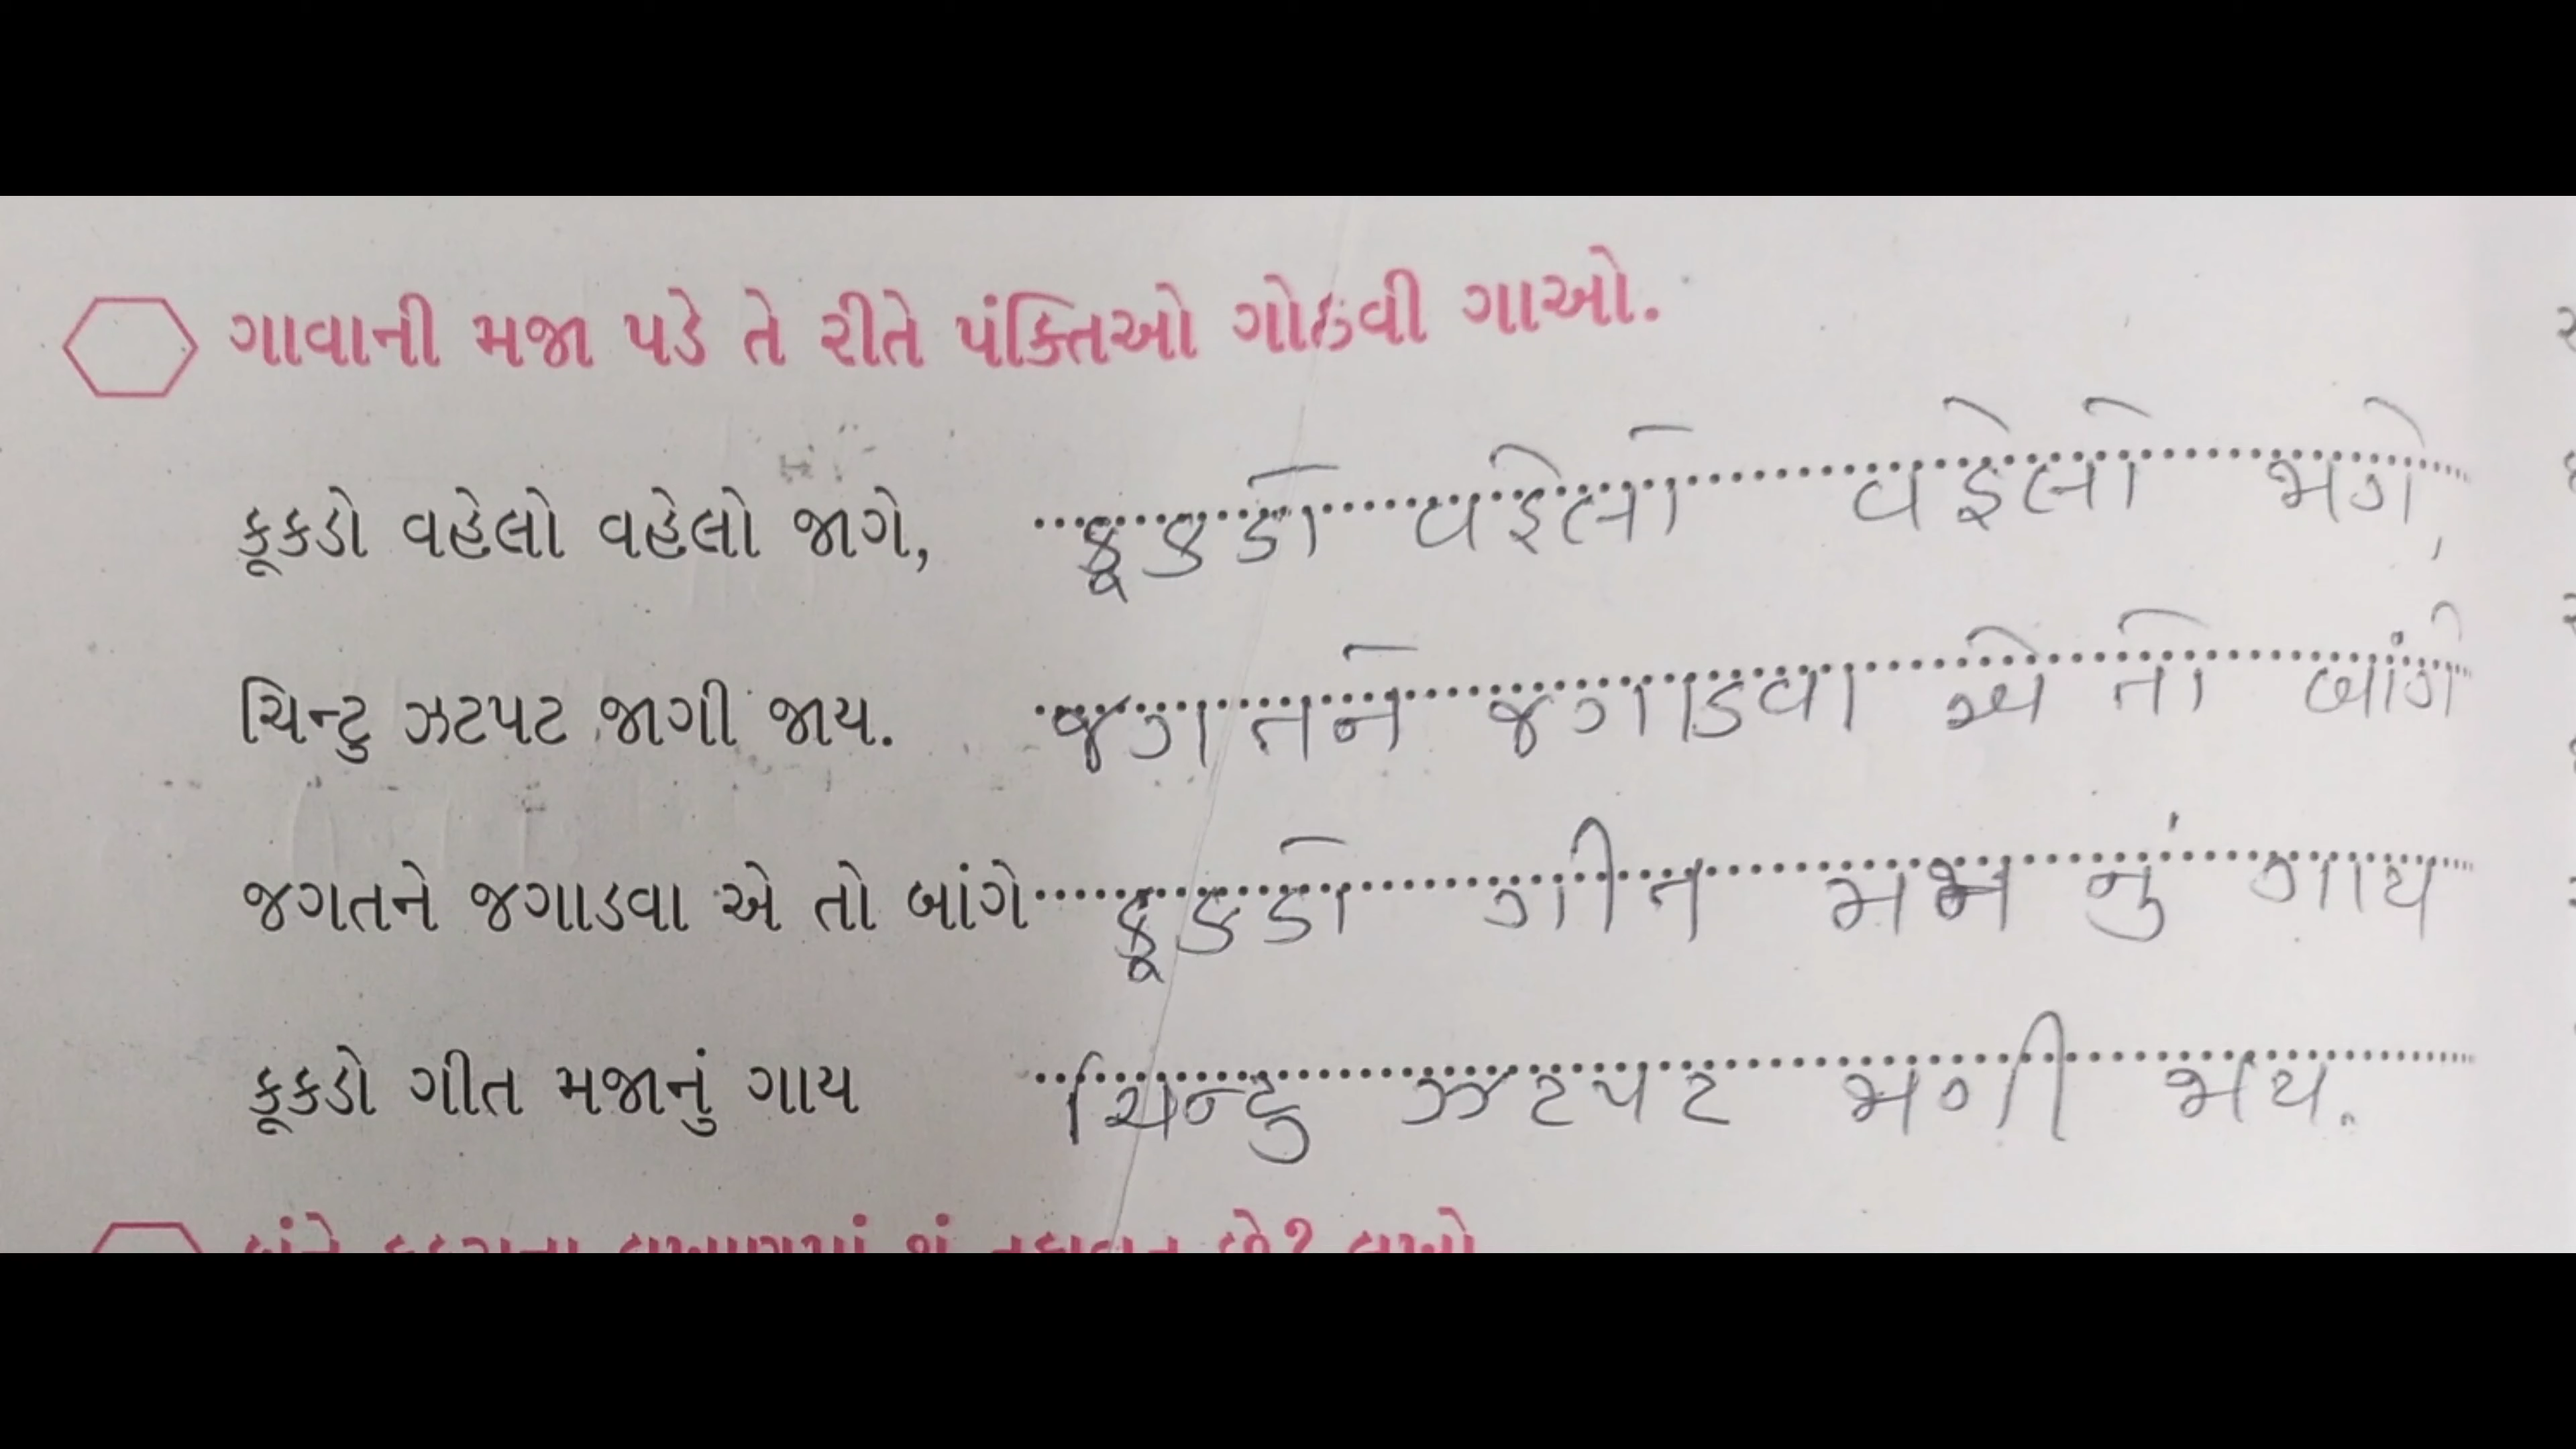 ગાવાની મજા પડે તે રીતે પંક્તિઓ ગોઠવી ગાઓ.
કૂકડો વહેલો વહેલો જાગે, કૂકડો વહેલો વહેલો જાગે,
ચિન્ટુ ઝટપટ જાગી જાય. જગતને જગાડવા એ તો બાંગે
જગતને જગાડવા એ તો બાંગે કૂકડો ગીત મજાનું ગાય
કૂકડો ગીત મજાનું ગાય ચિન્ટુ ઝટપટ જાગી જાય.